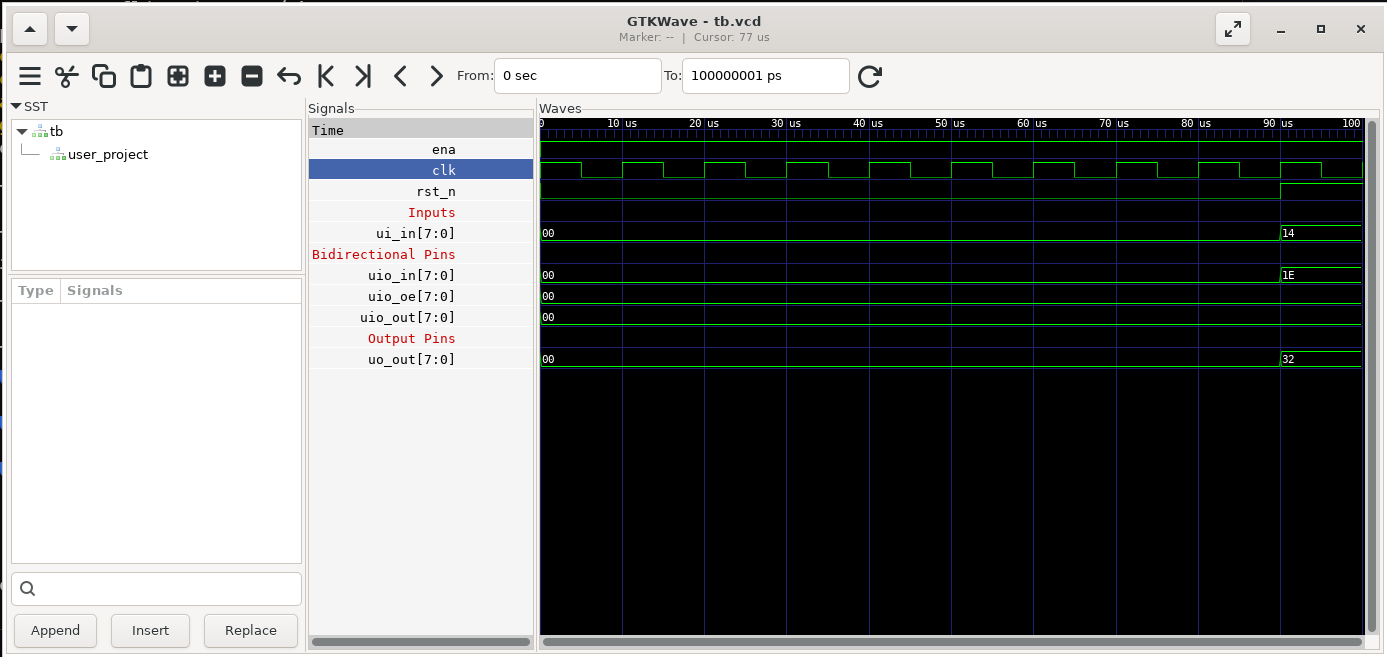 GTKWave - tb.vcd
Marker: -- | Cursor: 77 us
From: 0 sec To: 100000001 ps
SST
tb
user_project
Type Signals
Append Insert Replace
Signals
Time
ena
clk
rst_n
Inputs
ui_in[7:0]
Bidirectional Pins
uio_in[7:0]
uio_oe[7:0]
uio_out[7:0]
Output Pins
uo_out[7:0]
Waves
0 10 us 20 us 30 us 40 us 50 us 60 us 70 us 80 us 90 us 100
00 14
00 1E
00
00
00 32